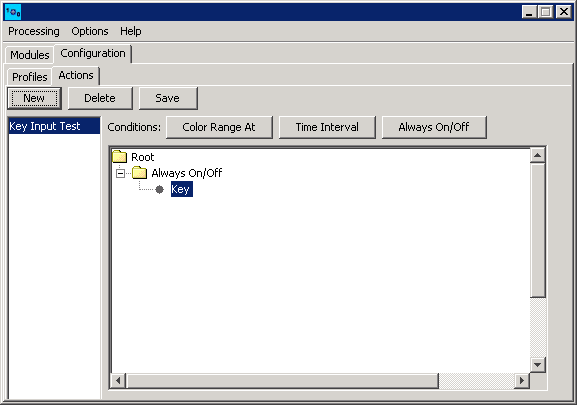 Processing Options Help
Modules Configuration
Profiles Actions
New Delete Save
Key Input Test
Conditions: Color Range At Time Interval Always On/Off
Root
Always On/Off
Key